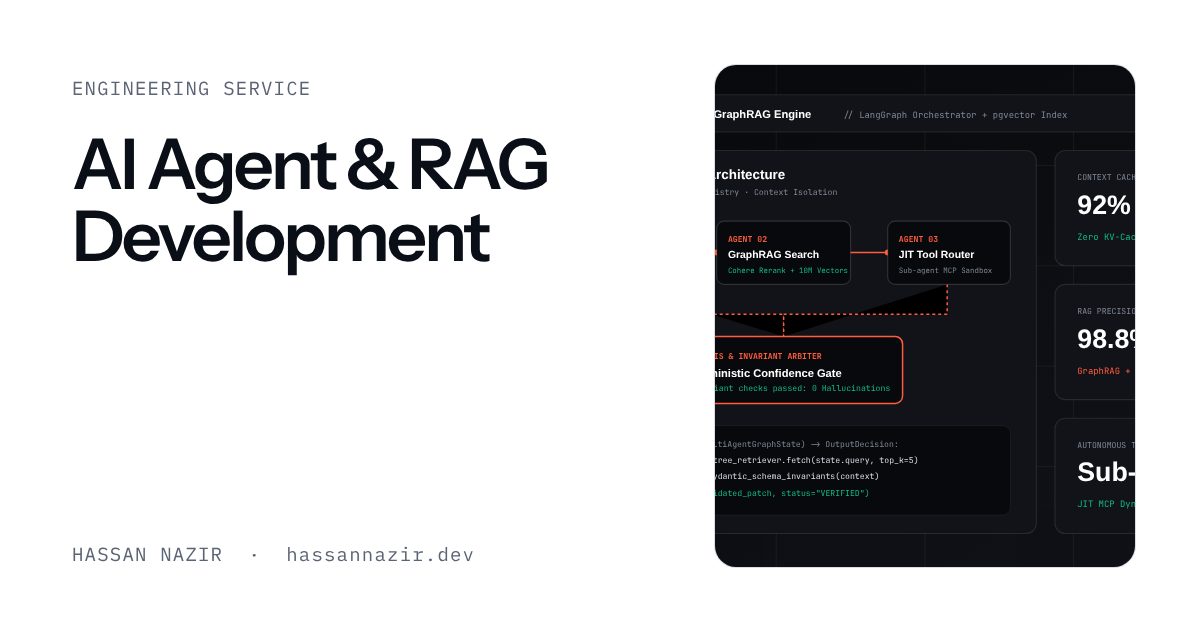 ENGINEERING SERVICE
AI Agent & RAG
Development
HASSAN NAZIR · hassannazir.dev
GraphRAG Engine // LangGraph Orchestrator + pgvector Index
rchitecture
istry · Context Isolation
AGENT 02
GraphRAG Search
Cohere Rerank + 10M Vectors
AGENT 03
JIT Tool Router
Sub-agent MCP Sandbox
IS & INVARIANT ARBITER
ministic Confidence Gate
iant checks passed: 0 Hallucinations
ltiAgentGraphState) -> OutputDecision:
tree_retriever.fetch(state.query, top_k=5)
ydantic_schema_invariants(context)
idated_patch, status="VERIFIED")
CONTEXT CACH
92%
Zero KV-Cac
RAG PRECISIO
98.8%
GraphRAG +
AUTONOMOUS T
Sub-
JIT MCP Dyn